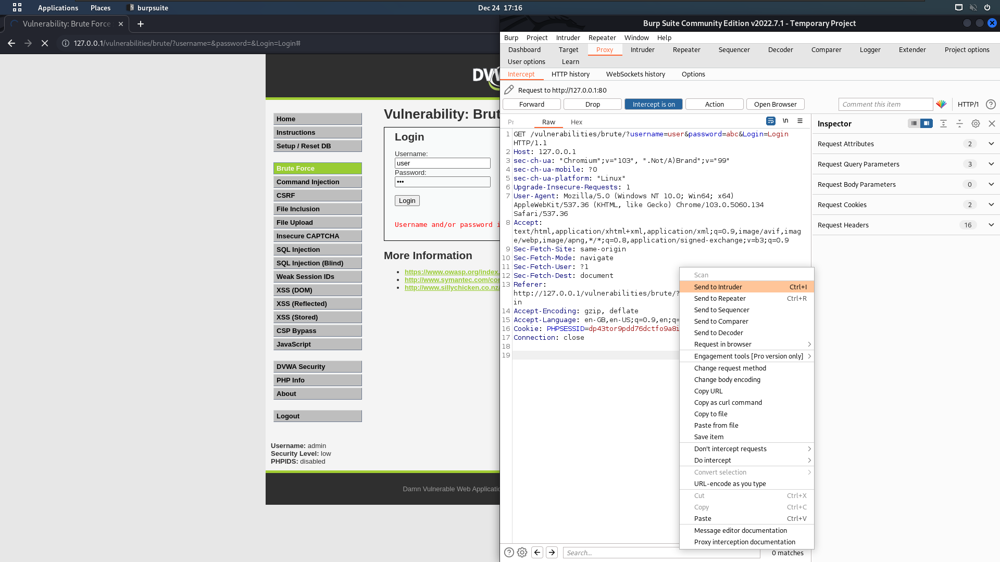 Applications
Places
burpsuite
Dec 24 17:16
Vulnerability: Brute Force
127.0.0.1/vulnerabilities/brute/?username=&password=&Login=Login#
DVW
Home
Instructions
Setup / Reset DB
Brute Force
Command Injection
CSRF
File Inclusion
File Upload
Insecure CAPTCHA
SQL Injection
SQL Injection (Blind)
Weak Session IDs
XSS (DOM)
XSS (Reflected)
XSS (Stored)
CSP Bypass
JavaScript
DVWA Security
PHP Info
About
Logout
Username: admin
Security Level: low
PHPIDS: disabled
Vulnerability: Brut
Login
Username:
user
Password:
•••
Login
Username and/or password i
More Information
https://www.owasp.org/index.
http://www.symantec.com/con
http://www.sillychicken.co.nz/
Damn Vulnerable Web Applicatio
Burp Suite Community Edition v2022.7.1 - Temporary Project
Burp Project Intruder Repeater Window Help
Dashboard Target Proxy Intruder Repeater Sequencer Decoder Comparer Logger Extender Project options
User options Learn
Intercept HTTP history WebSockets history Options
Request to http://127.0.0.1:80
Forward Drop Intercept is on Action Open Browser Comment this item HTTP/1
Pr Raw Hex \n
1 GET /vulnerabilities/brute/?username=user&password=abc&Login=Login
HTTP/1.1
2 Host: 127.0.0.1
3 sec-ch-ua: "Chromium";v="103", ".Not/A)Brand";v="99"
4 sec-ch-ua-mobile: ?0
5 sec-ch-ua-platform: "Linux"
6 Upgrade-Insecure-Requests: 1
7 User-Agent: Mozilla/5.0 (Windows NT 10.0; Win64; x64)
AppleWebKit/537.36 (KHTML, like Gecko) Chrome/103.0.5060.134
Safari/537.36
8 Accept:
text/html,application/xhtml+xml,application/xml;q=0.9,image/avif,imag
e/webp,image/apng,*/*;q=0.8,application/signed-exchange;v=b3;q=0.9
9 Sec-Fetch-Site: same-origin
10 Sec-Fetch-Mode: navigate
11 Sec-Fetch-User: ?1
12 Sec-Fetch-Dest: document
13 Referer:
http://127.0.0.1/vulnerabilities/brute/?
in
14 Accept-Encoding: gzip, deflate
15 Accept-Language: en-GB,en-US;q=0.9,en;q=
16 Cookie: PHPSESSID=dp43tor9pdd76dctfo9a8i
17 Connection: close
18
19
Scan
Send to Intruder Ctrl+I
Send to Repeater Ctrl+R
Send to Sequencer
Send to Comparer
Send to Decoder
Request in browser
Engagement tools [Pro version only]
Change request method
Change body encoding
Copy URL
Copy as curl command
Copy to file
Paste from file
Save item
Don't intercept requests
Do intercept
Convert selection
URL-encode as you type
Cut Ctrl+X
Copy Ctrl+C
Paste Ctrl+V
Message editor documentation
Proxy interception documentation
Search...
0 matches
Inspector
Request Attributes 2
Request Query Parameters 3
Request Body Parameters 0
Request Cookies 2
Request Headers 16